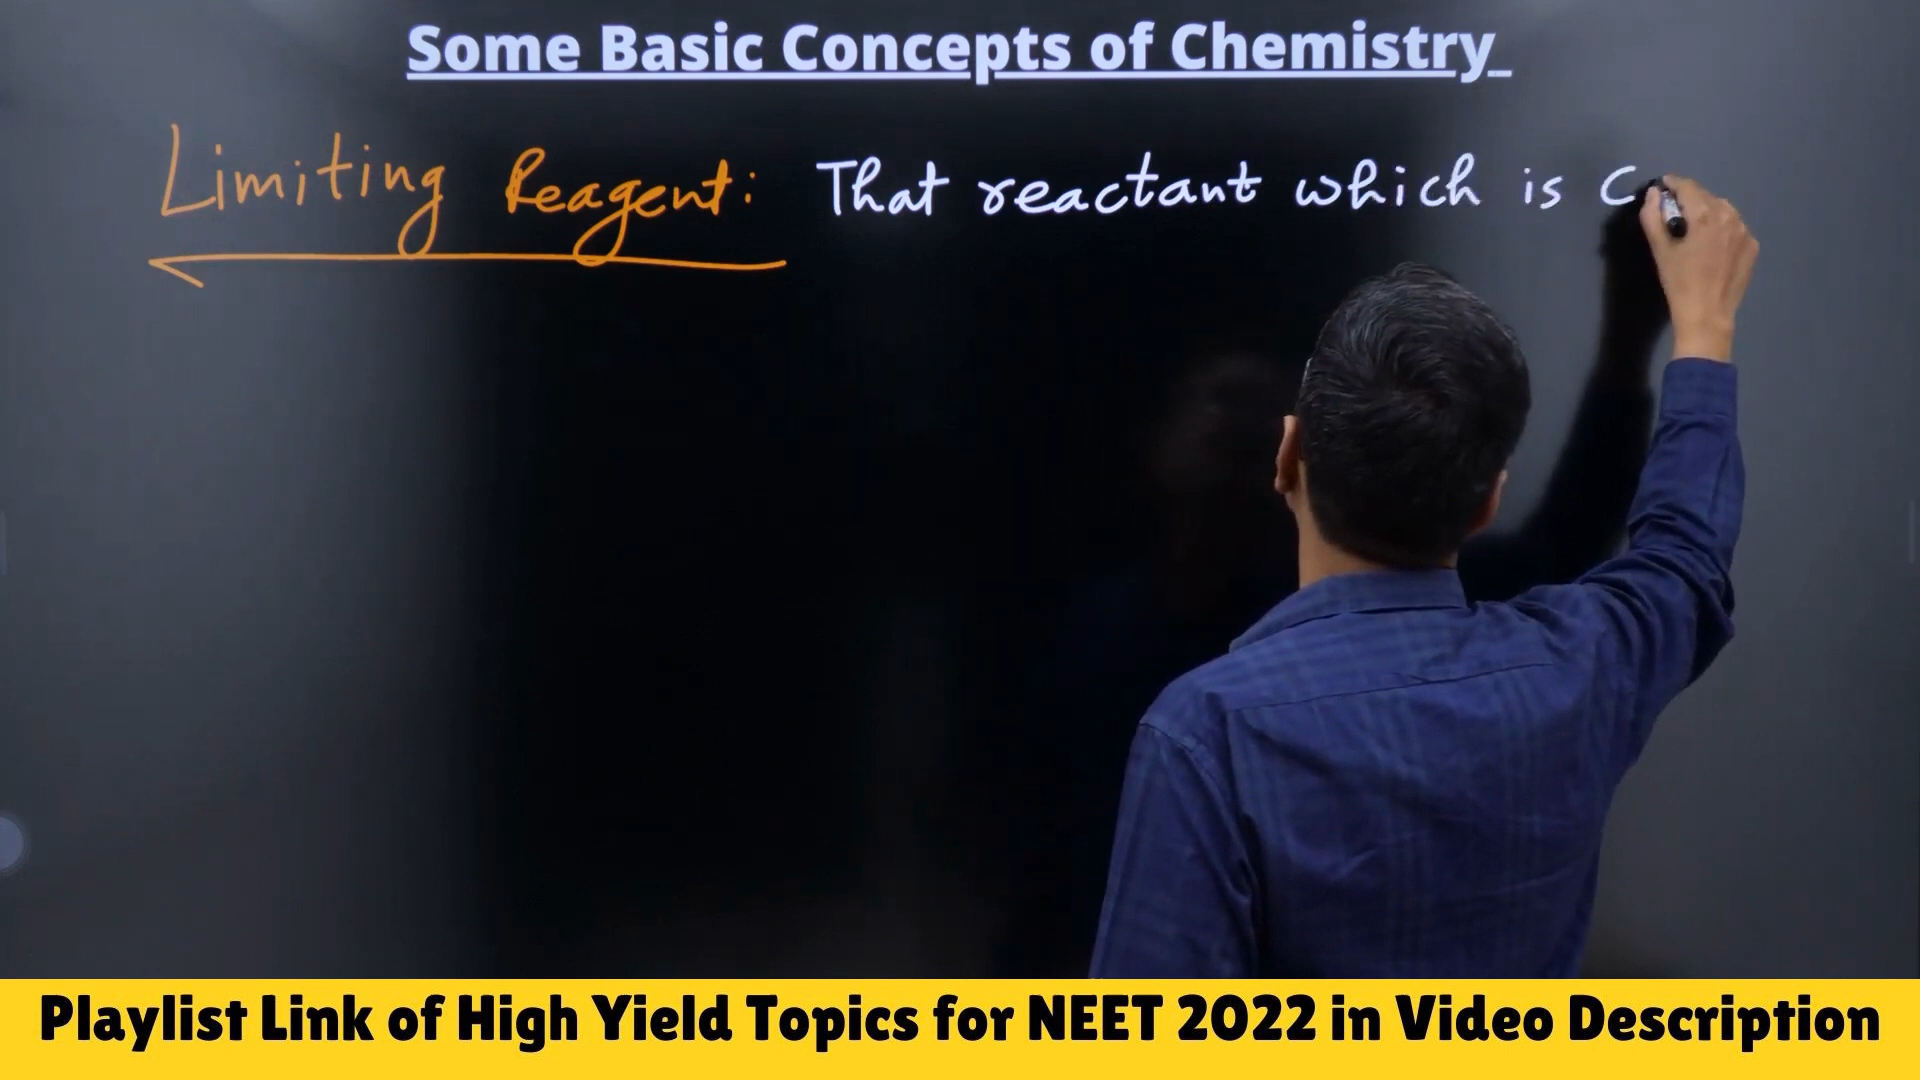 Some Basic Concepts of Chemistry
Limiting Reagent: That reactant which is C
Playlist Link of High Yield Topics for NEET 2022 in Video Description